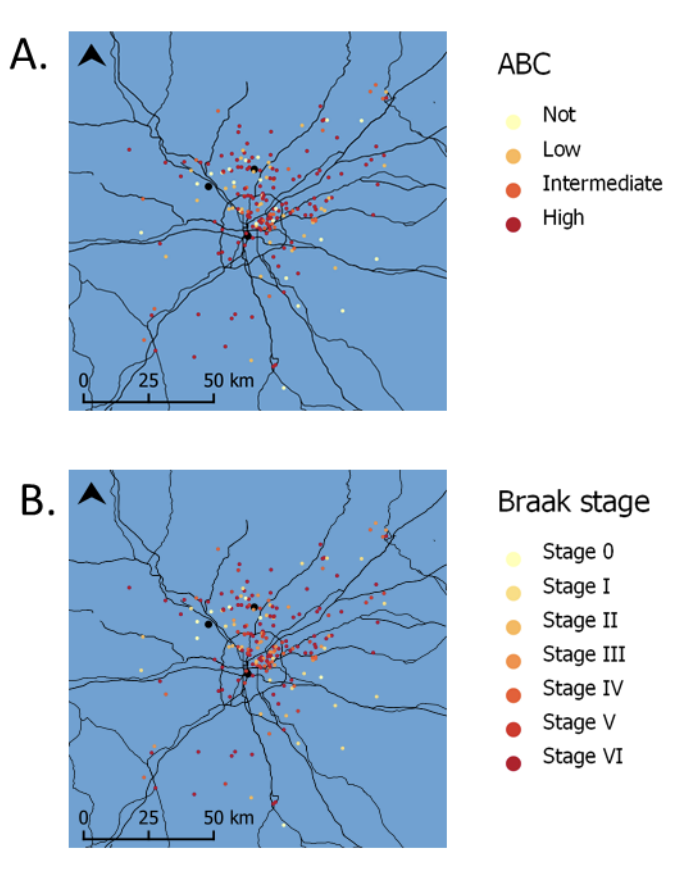 A.
ABC
Not
Low
Intermediate
High
0 25 50 km
B.
Braak stage
Stage 0
Stage I
Stage II
Stage III
Stage IV
Stage V
Stage VI
0 25 50 km